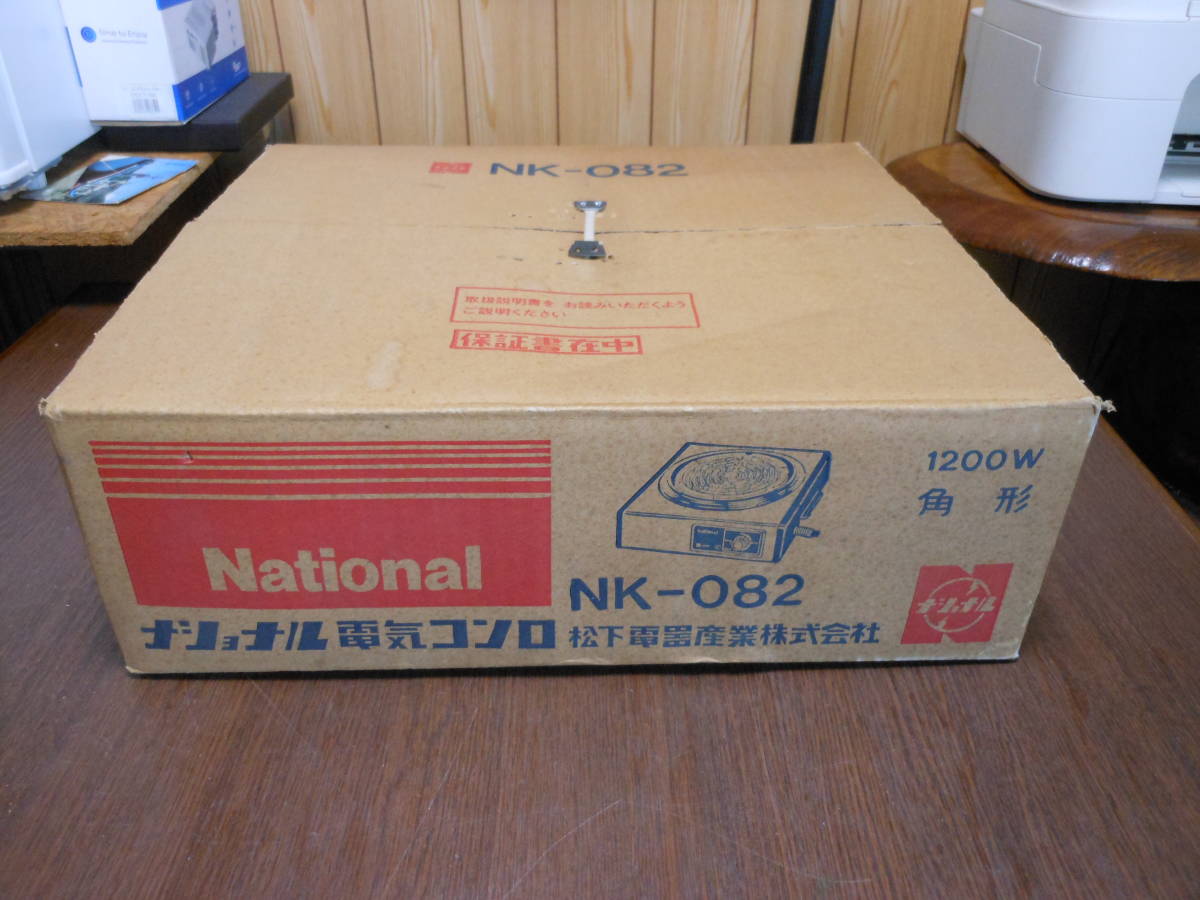 NK-082
取扱説明書を お読みいただくよう
ご説明ください
保証書在中
National
NK-082
1200W
角形
ナショナル
ナショナル電気コンロ 松下電器産業株式会社